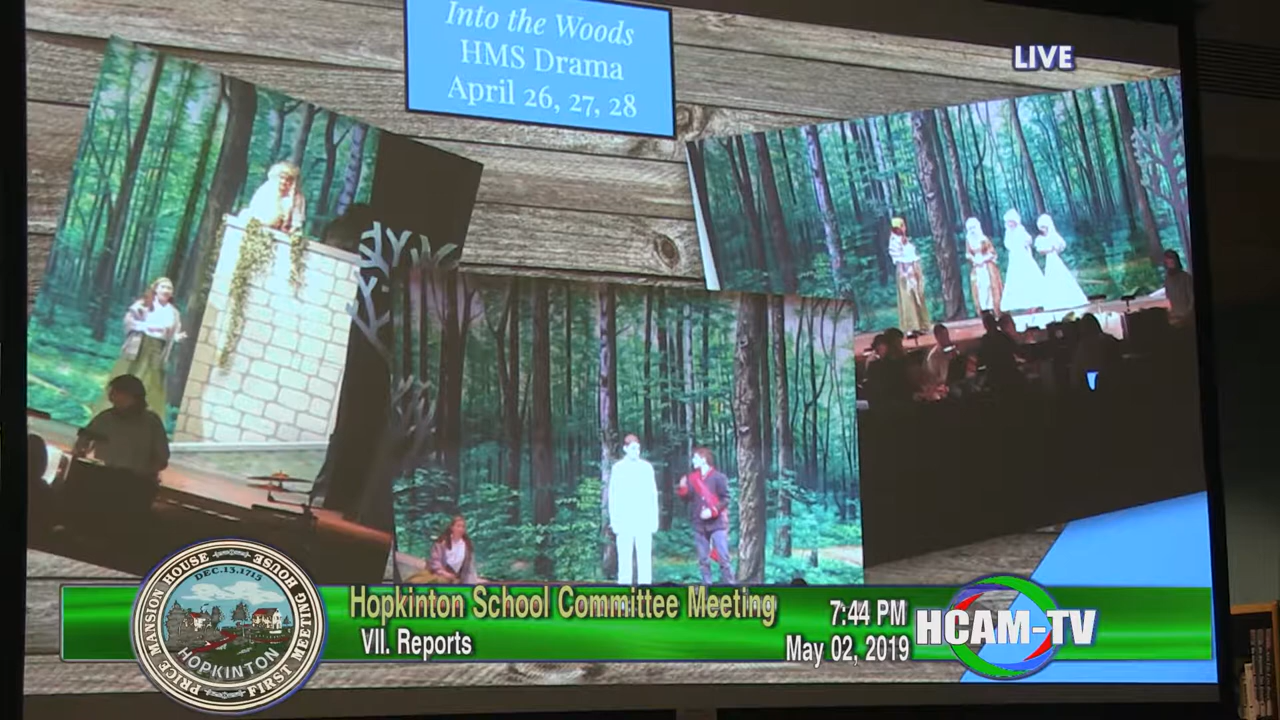 Into the Woods
HMS Drama
April 26, 27, 28
LIVE
Hopkinton School Committee Meeting
VII. Reports
7:44 PM
May 02, 2019
HCAM-TV
PRICE MANSION HOUSE
FIRST MEETING HOUSE
DEC.13.1715
HOPKINTON